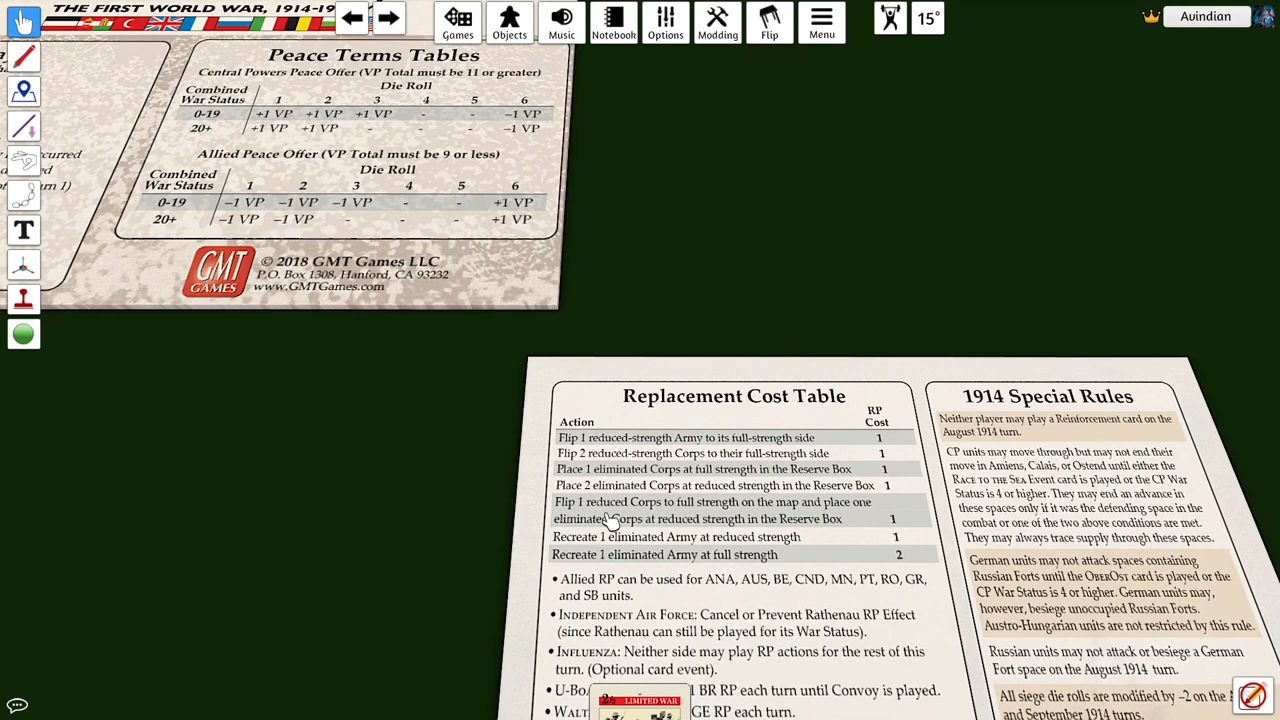 THE FIRST WORLD WAR, 1914-19
Games
Objects
Music
Notebook
Options
Modding
Flip
Menu
15°
Avindian
T
Peace Terms Tables
Central Powers Peace Offer (VP Total must be 11 or greater)
Combined
War Status
Die Roll
1 2 3 4 5 6
0-19 +1 VP +1 VP +1 VP - - –1 VP
20+ +1 VP +1 VP - - - –1 VP
Allied Peace Offer (VP Total must be 9 or less)
Combined
War Status
Die Roll
1 2 3 4 5 6
0-19 –1 VP –1 VP –1 VP - - +1 VP
20+ –1 VP –1 VP - - - +1 VP
GMT
GAMES
© 2018 GMT Games LLC
P.O. Box 1308, Hanford, CA 93232
www.GMTGames.com
Replacement Cost Table
Action RP
Cost
Flip 1 reduced-strength Army to its full-strength side 1
Flip 2 reduced-strength Corps to their full-strength side 1
Place 1 eliminated Corps at full strength in the Reserve Box 1
Place 2 eliminated Corps at reduced strength in the Reserve Box 1
Flip 1 reduced Corps to full strength on the map and place one
eliminated Corps at reduced strength in the Reserve Box 1
Recreate 1 eliminated Army at reduced strength 1
Recreate 1 eliminated Army at full strength 2
• Allied RP can be used for ANA, AUS, BE, CND, MN, PT, RO, GR,
and SB units.
• INDEPENDENT AIR FORCE: Cancel or Prevent Rathenau RP Effect
(since Rathenau can still be played for its War Status).
• INFLUENZA: Neither side may play RP actions for the rest of this
turn. (Optional card event).
• U-BO 1 BR RP each turn until Convoy is played.
• WALT GE RP each turn.
LIMITED WAR
1914 Special Rules
Neither player may play a Reinforcement card on the
August 1914 turn.
CP units may move through but may not end their
move in Amiens, Calais, or Ostend until either the
RACE TO THE SEA Event card is played or the CP War
Status is 4 or higher. They may end an advance in
these spaces only if it was the defending space in the
combat or one of the two above conditions are met.
They may always trace supply through these spaces.
German units may not attack spaces containing
Russian Forts until the OBEROST card is played or the
CP War Status is 4 or higher. German units may,
however, besiege unoccupied Russian Forts.
Austro-Hungarian units are not restricted by this rule.
Russian units may not attack or besiege a German
Fort space on the August 1914 turn.
All siege die rolls modified by –2 on the A
and September 1914 turns.